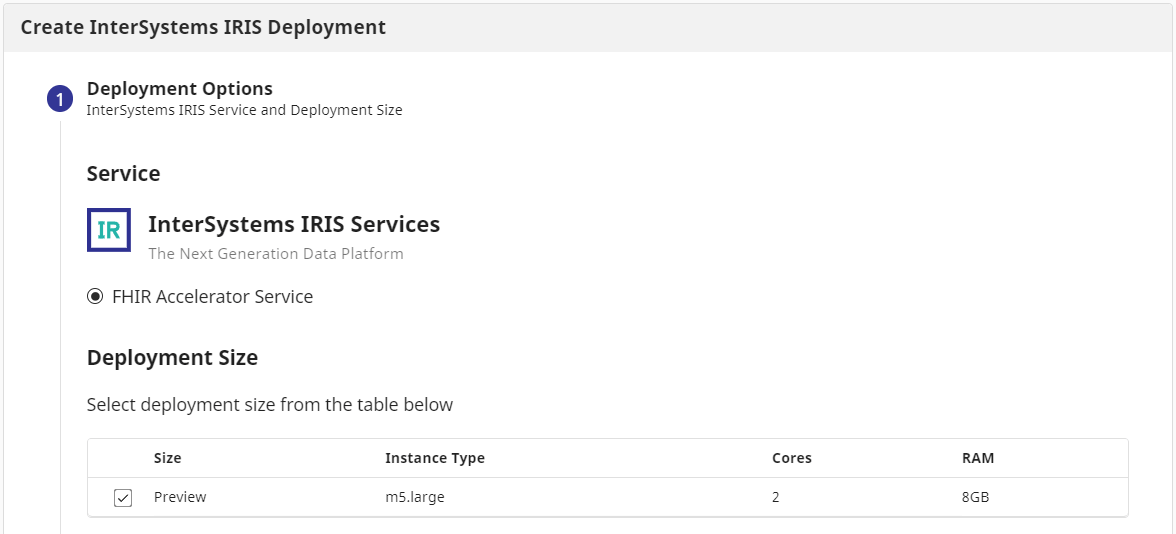 Create InterSystems IRIS Deployment
1
Deployment Options
InterSystems IRIS Service and Deployment Size
Service
IR
InterSystems IRIS Services
The Next Generation Data Platform
FHIR Accelerator Service
Deployment Size
Select deployment size from the table below
Size Instance Type Cores RAM
Preview m5.large 2 8GB